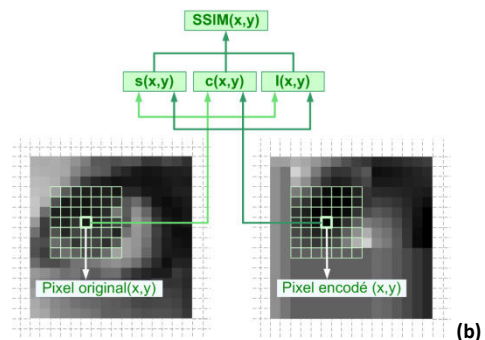 SSIM(x,y)
s(x,y) c(x,y) l(x,y)
Pixel original(x,y) Pixel encodé (x,y)
(b)